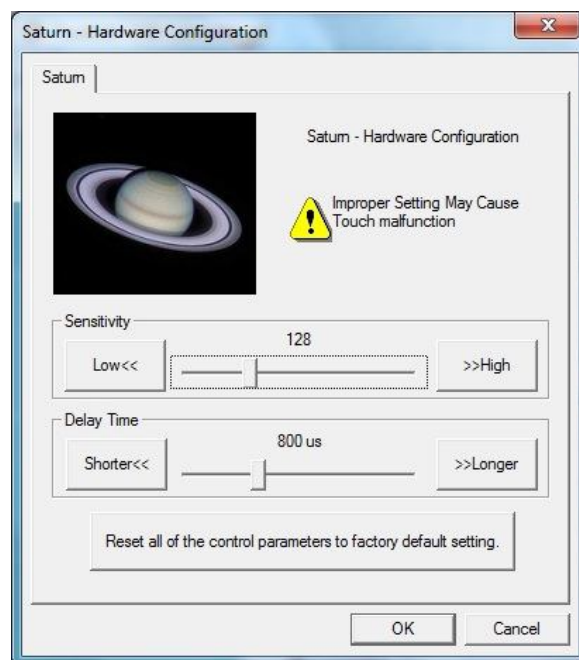 Saturn - Hardware Configuration
Saturn
Saturn - Hardware Configuration
Improper Setting May Cause
Touch malfunction
Sensitivity
128
Low<<
>>High
Delay Time
800 us
Shorter<<
>>Longer
Reset all of the control parameters to factory default setting.
OK
Cancel